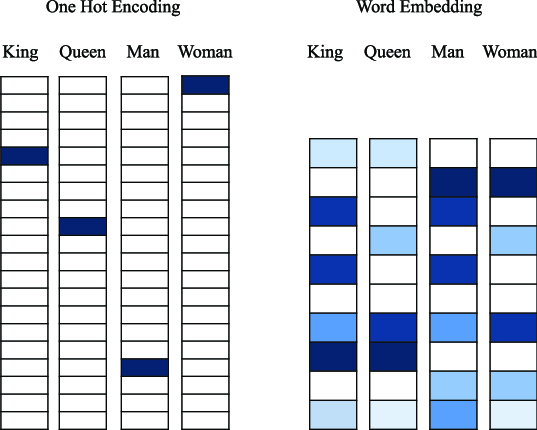 One Hot Encoding
King Queen Man Woman
Word Embedding
King Queen Man Woman